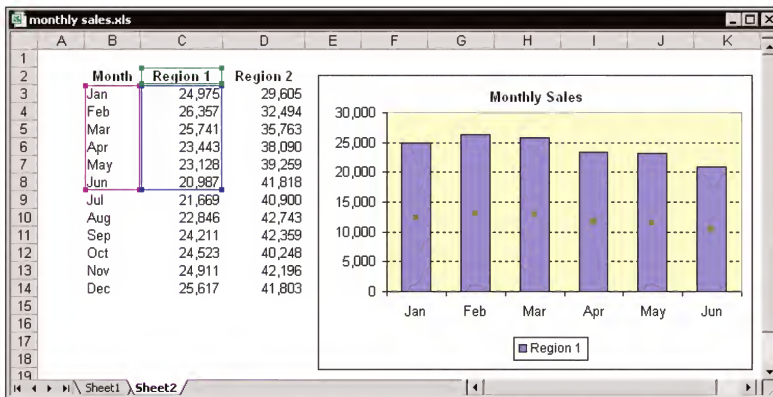 monthly sales.xls
A B C D E F G H I J K
1
2 Month Region 1 Region 2
3 Jan 24,975 29,605
4 Feb 26,357 32,494
5 Mar 25,741 35,763
6 Apr 23,443 38,090
7 May 23,128 39,259
8 Jun 20,987 41,818
9 Jul 21,669 40,900
10 Aug 22,846 42,743
11 Sep 24,211 42,359
12 Oct 24,523 40,248
13 Nov 24,911 42,196
14 Dec 25,617 41,803
15
16
17
18
19
Monthly Sales
30,000
25,000
20,000
15,000
10,000
5,000
0
Jan Feb Mar Apr May Jun
Region 1
Sheet1 Sheet2